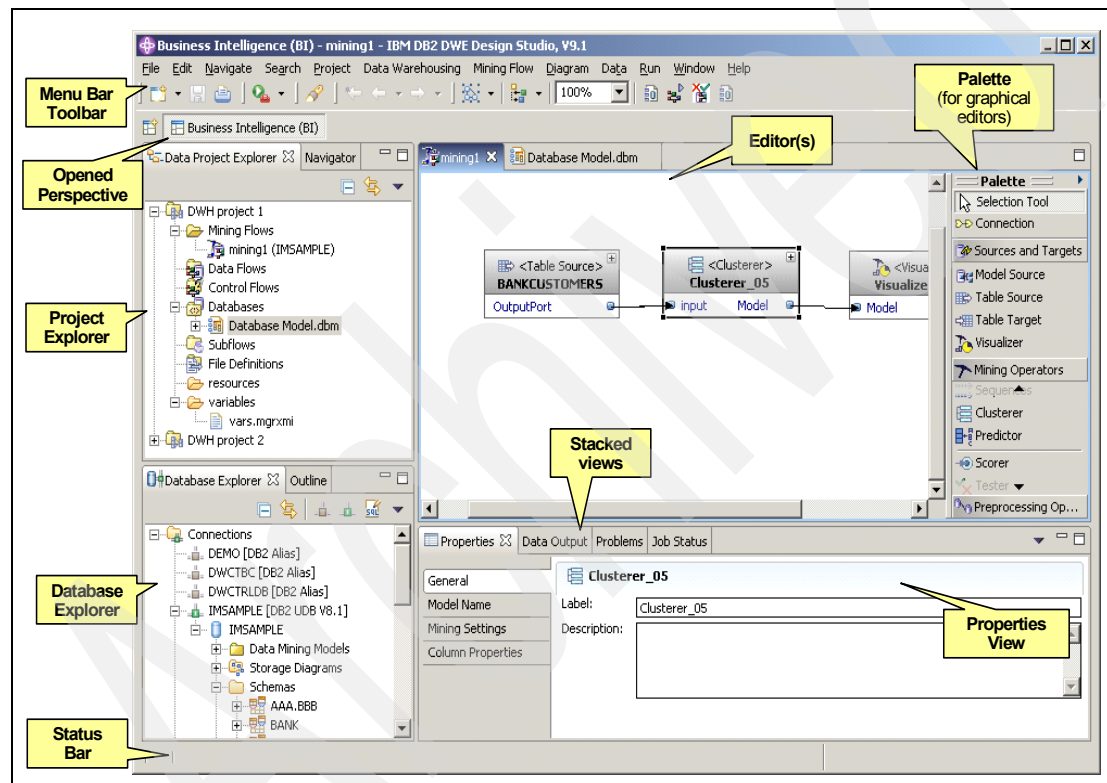 Business Intelligence (BI) - mining1 - IBM DB2 DWE Design Studio, V9.1
File Edit Navigate Search Project Data Warehousing Mining Flow Diagram Data Run Window Help
Menu Bar
Toolbar
100%
Palette
(for graphical
editors)
Business Intelligence (BI)
Opened
Perspective
Editor(s)
Data Project Explorer Navigator
mining1 Database Model.dbm
DWH project 1
Mining Flows
mining1 (IMSAMPLE)
Data Flows
Control Flows
Databases
Database Model.dbm
Subflows
File Definitions
resources
variables
vars.mgrxmi
DWH project 2
Project
Explorer
<Table Source>
BANKCUSTOMERS
OutputPort
<Clusterer>
Clusterer_05
input Model
<Visua
Visualize
Model
Palette
Selection Tool
Connection
Sources and Targets
Model Source
Table Source
Table Target
Visualizer
Mining Operators
Sequences
Clusterer
Predictor
Scorer
Tester
Preprocessing Op...
Stacked
views
Database Explorer Outline
SQL
Connections
DEMO [DB2 Alias]
DWCTBC [DB2 Alias]
DWCTRLDB [DB2 Alias]
IMSAMPLE [DB2 UDB V8.1]
IMSAMPLE
Data Mining Models
Storage Diagrams
Schemas
AAA.BBB
BANK
Database
Explorer
Properties Data Output Problems Job Status
General
Model Name
Mining Settings
Column Properties
Clusterer_05
Label: Clusterer_05
Description:
Properties
View
Status
Bar